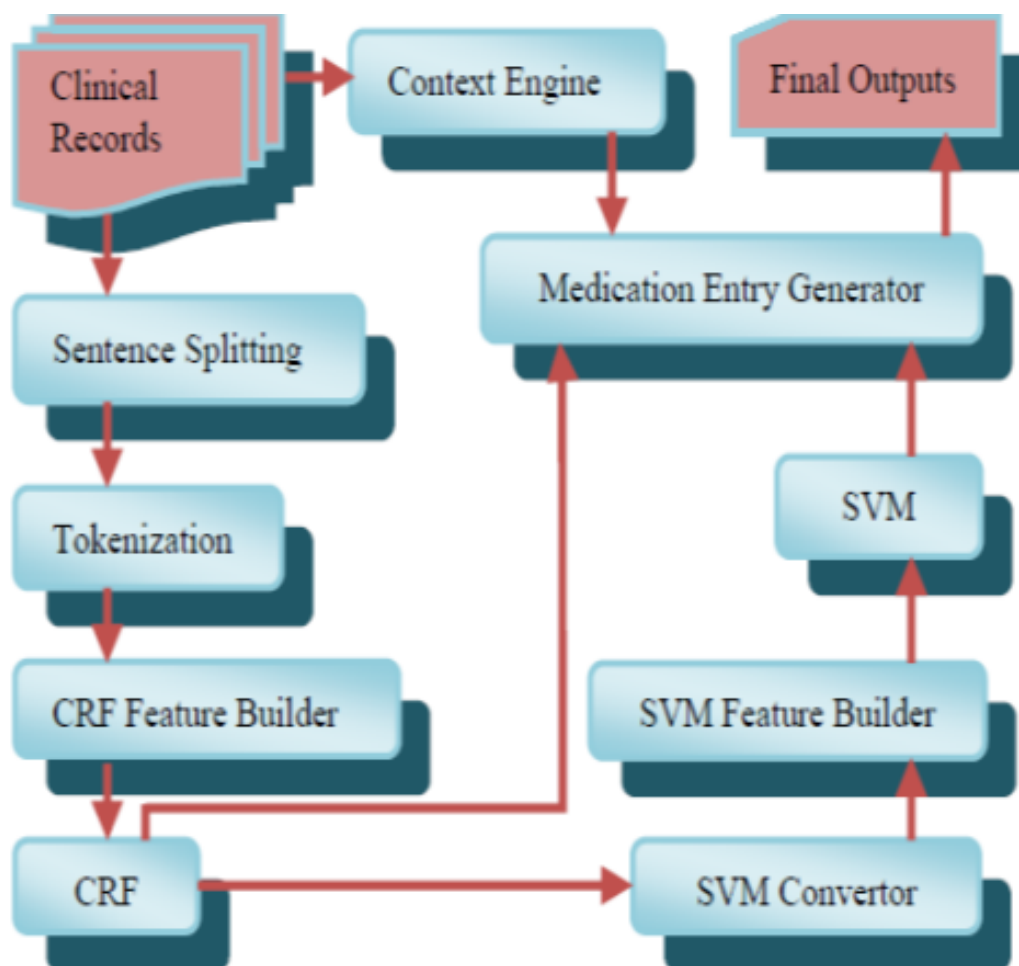 Clinical
Records
Context Engine
Final Outputs
Medication Entry Generator
Sentence Splitting
SVM
Tokenization
CRF Feature Builder
SVM Feature Builder
CRF
SVM Convertor